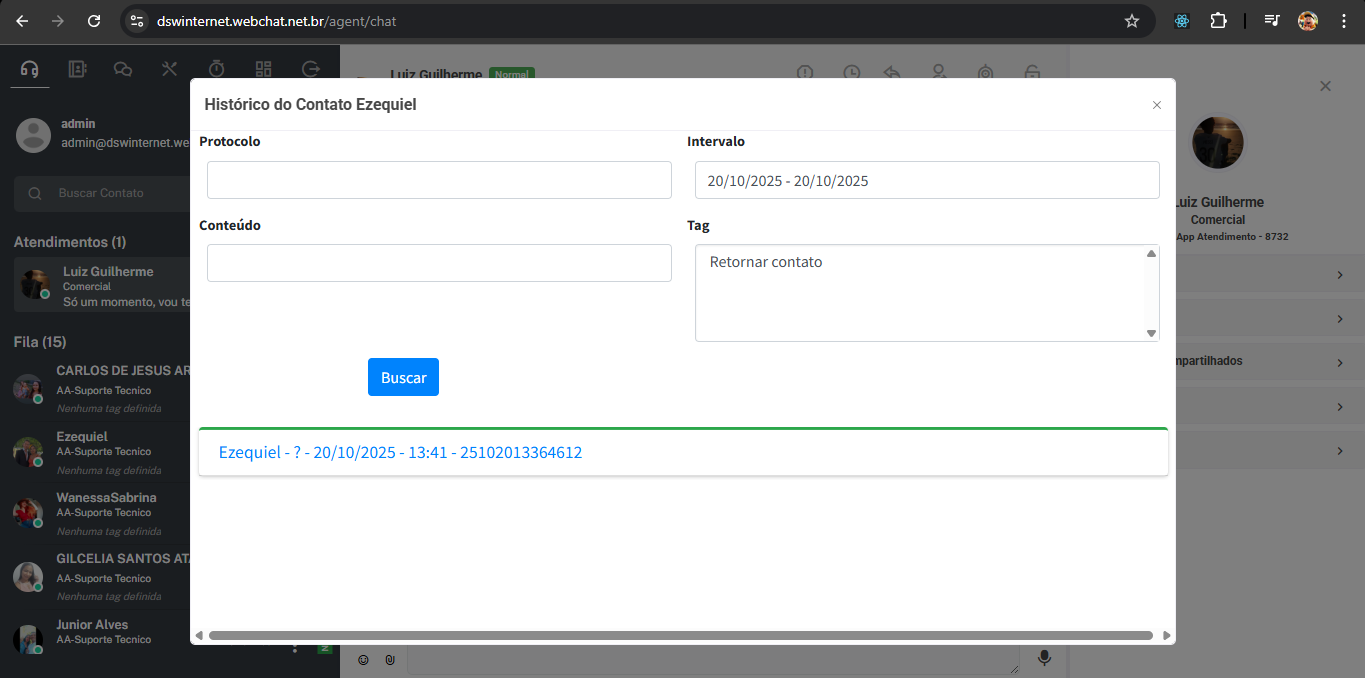 dswinternet.webchat.net.br/agent/chat
Luiz Guilherme Normal
admin
admin@dswinternet.we
Buscar Contato
Atendimentos (1)
Luiz Guilherme
Comercial
Só um momento, vou te
Fila (15)
CARLOS DE JESUS AR
AA-Suporte Tecnico
Nenhuma tag definida
Ezequiel
AA-Suporte Tecnico
Nenhuma tag definida
WanessaSabrina
AA-Suporte Tecnico
Nenhuma tag definida
GILCELIA SANTOS ATA
AA-Suporte Tecnico
Nenhuma tag definida
Junior Alves
AA-Suporte Tecnico
N
Histórico do Contato Ezequiel
Protocolo
Intervalo
20/10/2025 - 20/10/2025
Conteúdo
Tag
Retornar contato
Buscar
Ezequiel - ? - 20/10/2025 - 13:41 - 25102013364612
Luiz Guilherme
Comercial
App Atendimento - 8732
mpartilhados